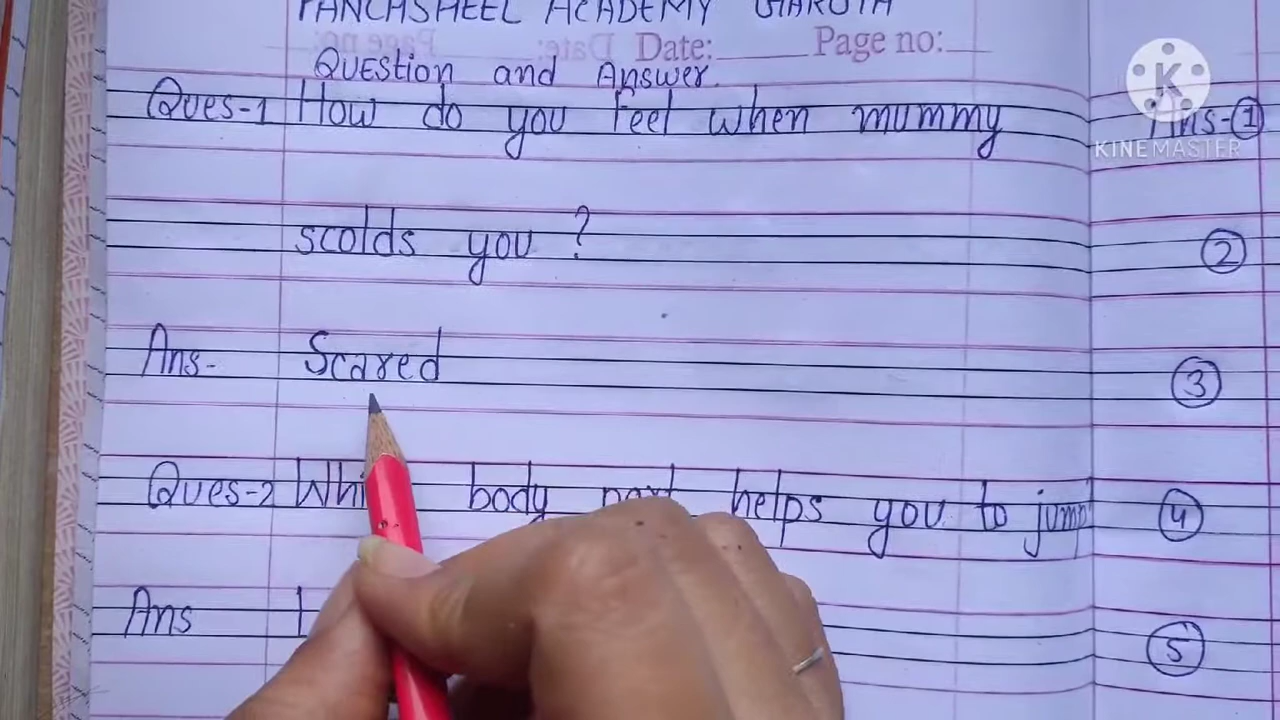 PANCHSHEEL ACADEMY
Date: Page no:
Question and Answer.
Ques-1 How do you feel when mummy
scolds you ?
Ans- Scared
Ques-2 body part helps you to jump
Ans
Ans-①
②
③
④
⑤
K
KINEMASTER